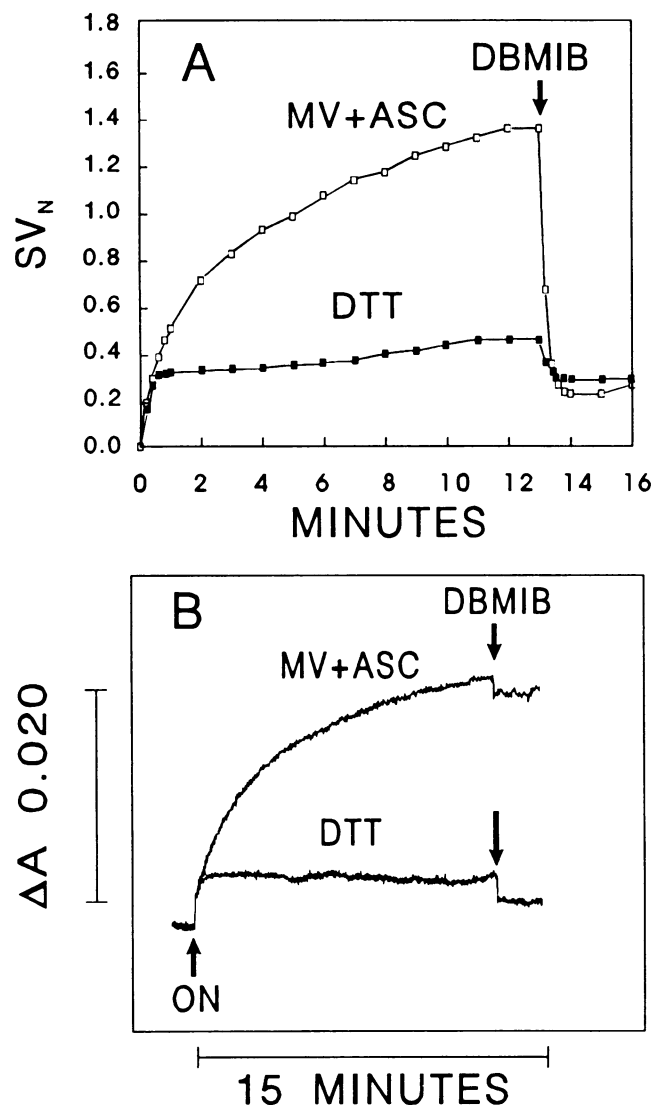 1.8
1.6
1.4
1.2
1.0
0.8
0.6
0.4
0.2
0.0
SV_N
A
DBMIB
MV+ASC
DTT
0 2 4 6 8 10 12 14 16
MINUTES
B
DBMIB
MV+ASC
DTT
ΔA 0.020
ON
15 MINUTES